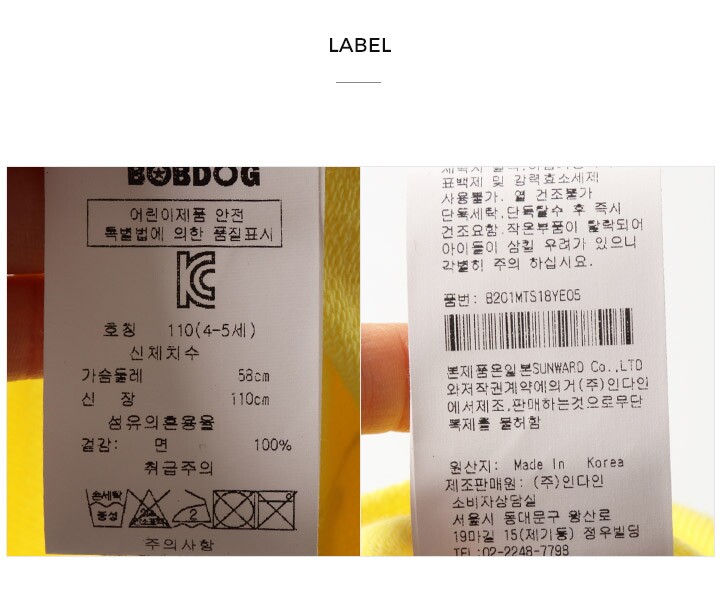 LABEL
BOBDOG
어린이제품 안전
특별법에 의한 품질표시
호칭 110(4-5세)
신체치수
가슴둘레 58cm
신 장 110cm
섬유의혼용율
겉감: 면 100%
취급주의
손세탁
중성
2
주의사항
표백제 및 강력효소세제
사용불가. 열 건조불가
단독세탁,단독탈수 후 즉시
건조요함.작은부품이 탈락되어
아이들이 삼킬 우려가 있으니
각별히 주의 하십시요.
품번: B2G1MTS18YE05
본제품은일본SUNWARD Co.,LTD
와저작권계약에의거(주)인다인
에서제조,판매하는것으로무단
복제를 불허함
원산지: Made In Korea
제조판매원: (주)인다인
소비자상담실
서울시 동대문구 왕산로
19마길 15(제기동) 정우빌딩
TEL:02-2248-7798